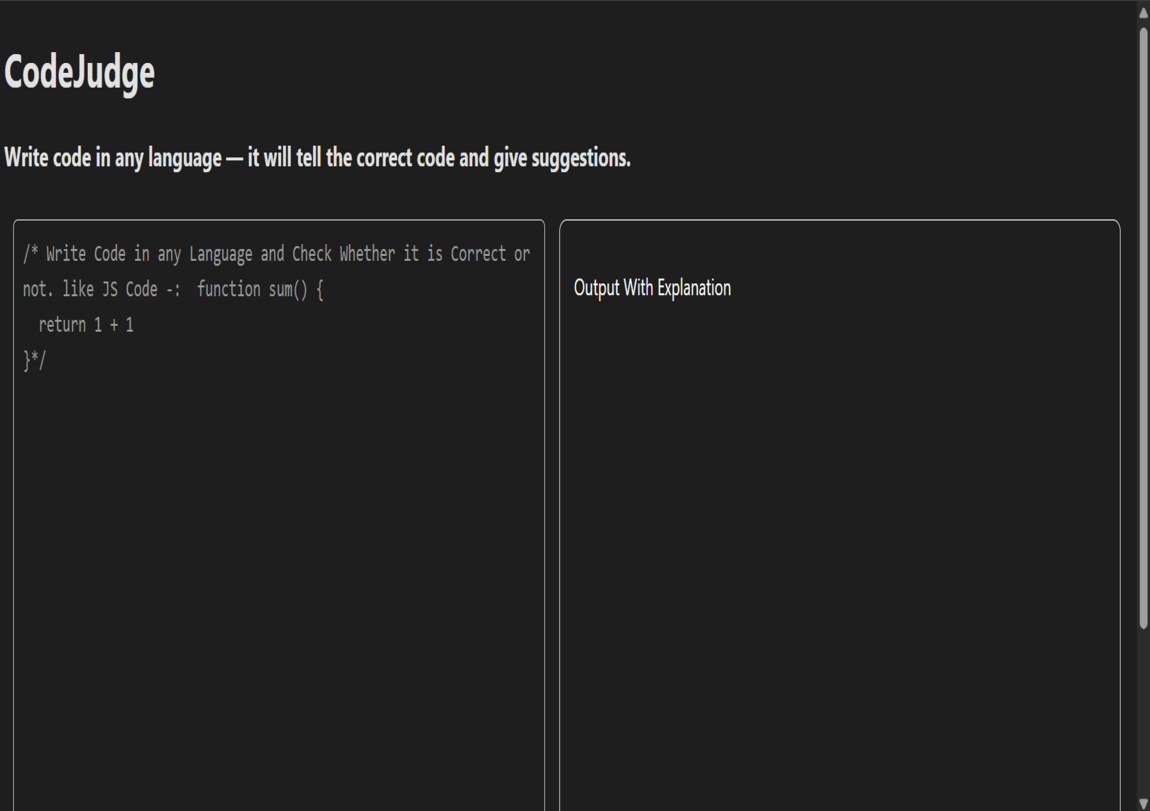 CodeJudge
Write code in any language — it will tell the correct code and give suggestions.
/* Write Code in any Language and Check Whether it is Correct or
not. like JS Code -:  function sum() {
  return 1 + 1
}*/
Output With Explanation